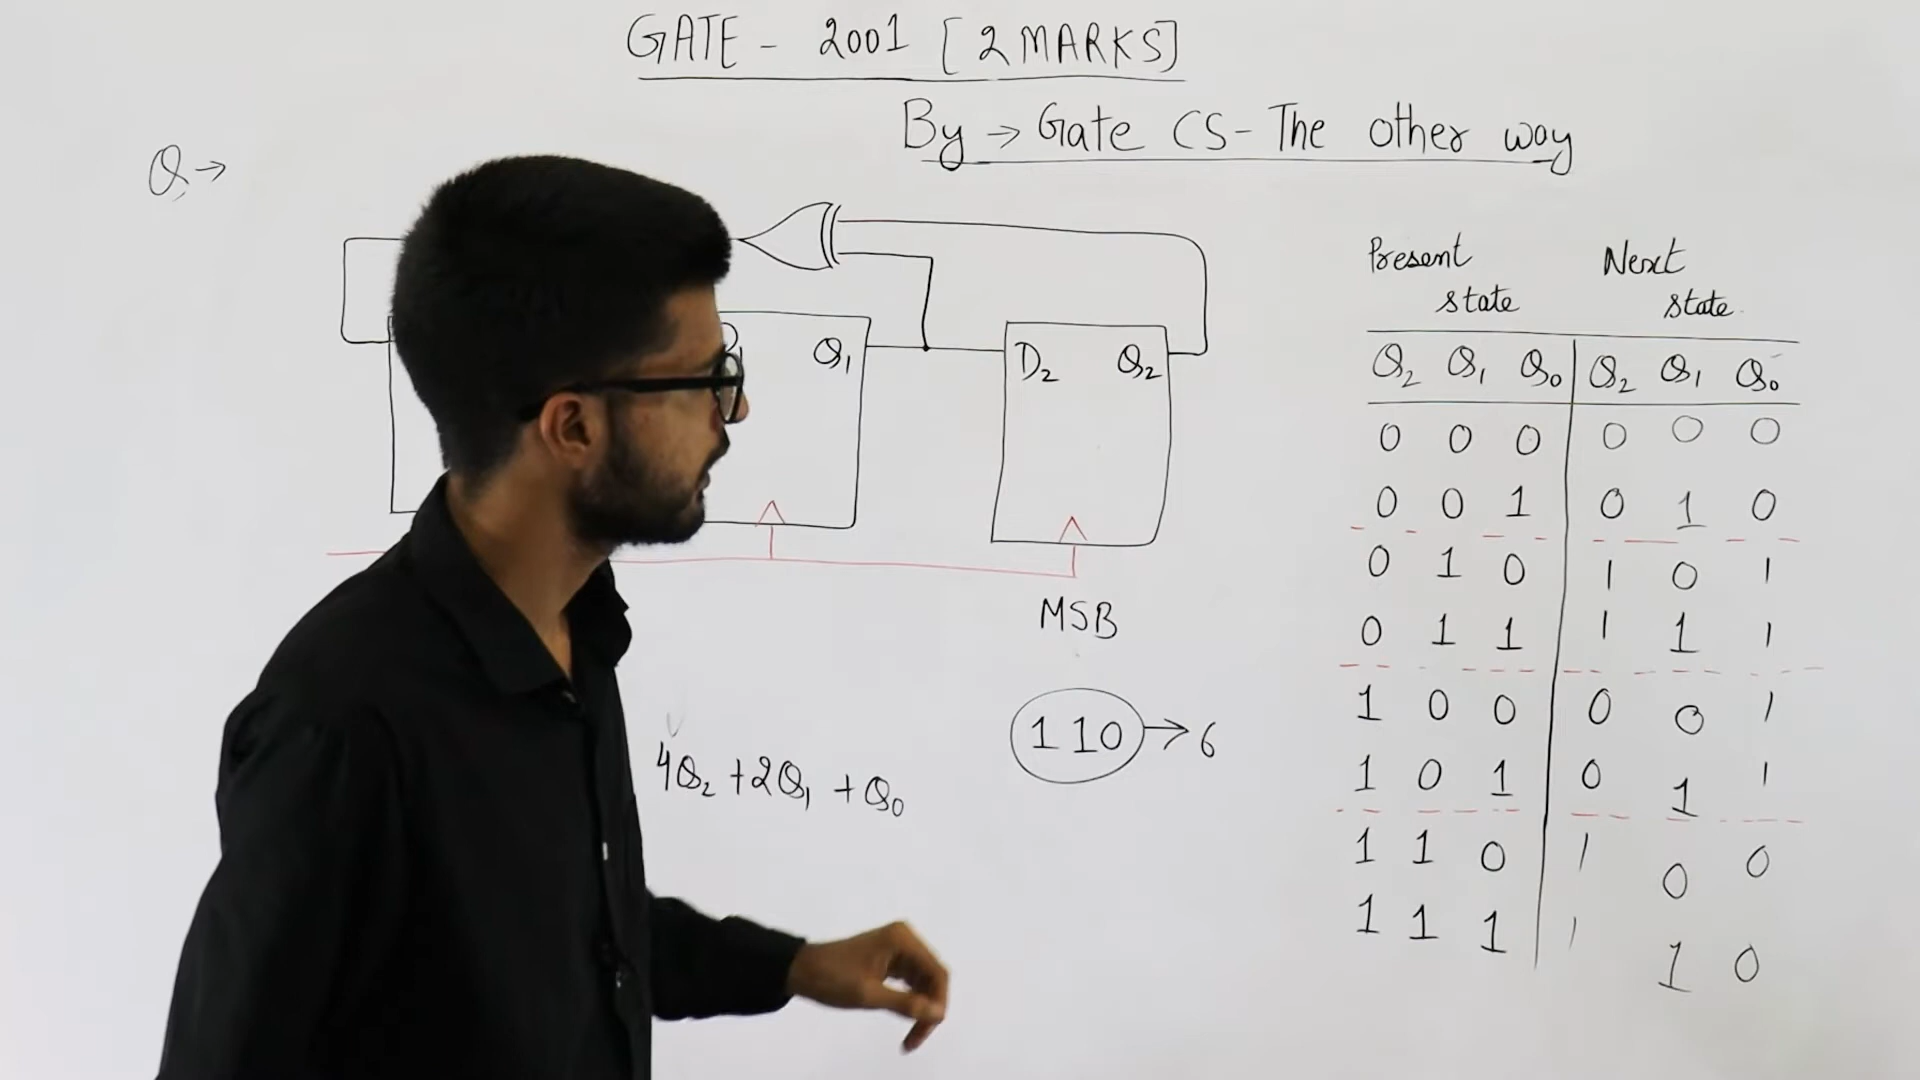 GATE - 2001 [2 MARKS]
By → Gate CS - The other way
Q →
Q₁
D₂ Q₂
MSB
1 1 0 → 6
4Q₂ + 2Q₁ + Q₀
Present state Next state
Q₂ Q₁ Q₀ Q₂ Q₁ Q₀
0 0 0 0 0 0
0 0 1 0 1 0
0 1 0 1 0 1
0 1 1 1 1 1
1 0 0 0 0 1
1 0 1 0 1 1
1 1 0 1 0 0
1 1 1 1 1 0